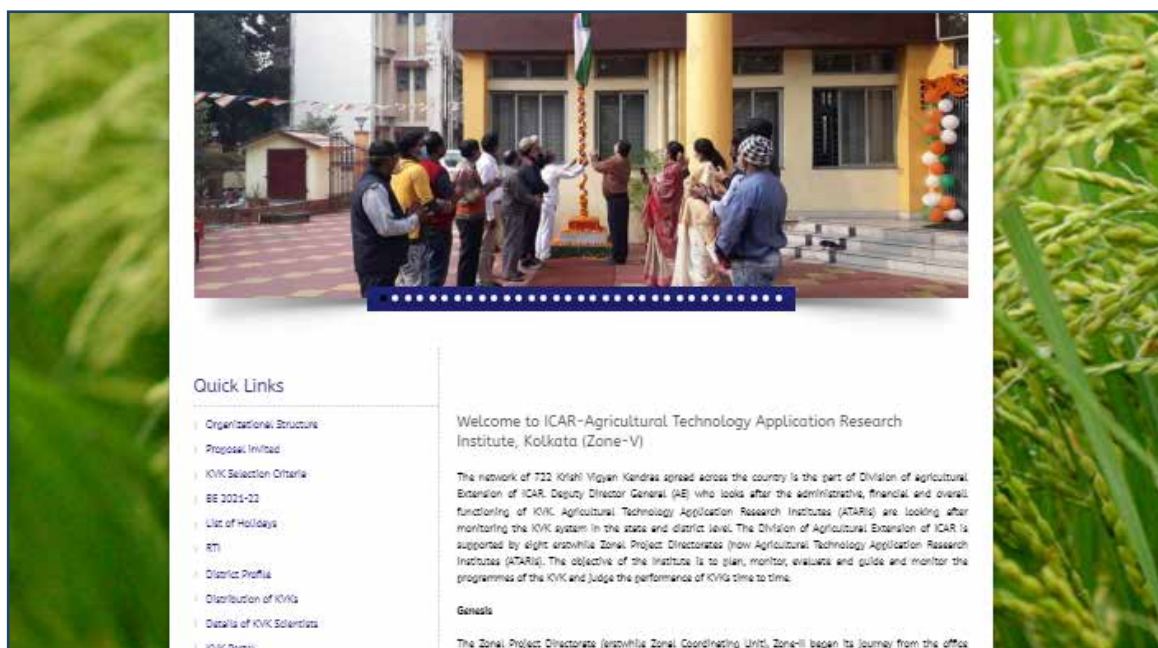 Quick Links
Organizational Structure
Proposal Invited
KVK Selection Criteria
BE 2021-22
List of Holidays
RTI
District Profile
Distribution of KVKs
Details of KVK Scientists
KVK Portal
Welcome to ICAR-Agricultural Technology Application Research
Institute, Kolkata (Zone-V)
The network of 722 Krishi Vigyan Kendras spread across the country is the part of Division of agricultural
Extension of ICAR. Deputy Director General (AE) who looks after the administrative, financial and overall
functioning of KVK. Agricultural Technology Application Research Institutes (ATARIs) are looking after
monitoring the KVK system in the state and district level. The Division of Agricultural Extension of ICAR is
supported by eight erstwhile Zonal Project Directorates (now Agricultural Technology Application Research
Institutes (ATARIs). The objective of the institute is to plan, monitor, evaluate and guide and monitor the
programmes of the KVK and judge the performance of KVKs time to time.
Genesis
The Zonal Project Directorate (erstwhile Zonal Coordinating Unit), Zone-II began its journey from the office